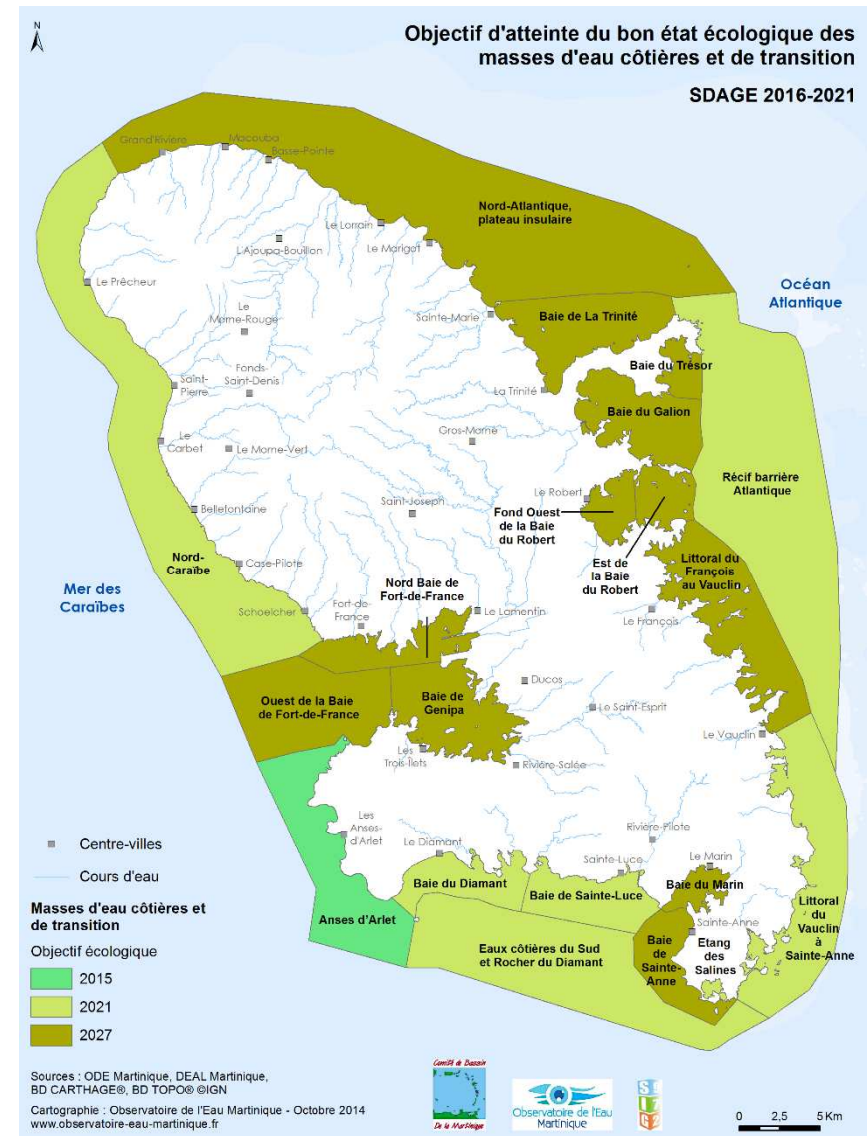 N
Objectif d'atteinte du bon état écologique des
masses d'eau côtières et de transition
SDAGE 2016-2021
Grand'Rivière
Macouba
Basse-Pointe
Nord-Atlantique,
plateau insulaire
Le Lorrain
L'Ajoupa-Bouillon
Le Marigot
Océan
Atlantique
Le Prêcheur
Le
Morne-Rouge
Sainte-Marie
Baie de La Trinité
Baie du Trésor
Saint-
Pierre
Fonds-
Saint-Denis
La Trinité
Baie du Galion
Le
Carbet
Le Morne-Vert
Gros-Morne
Récif barrière
Atlantique
Bellefontaine
Saint-Joseph
Le Robert
Fond Ouest
de la Baie
du Robert
Est de
la Baie
du Robert
Littoral du
François
au Vauclin
Nord-
Caraïbe
Case-Pilote
Nord Baie de
Fort-de-France
Mer des
Caraïbes
Schoelcher
Fort-de-
France
Le Lamentin
Le François
Ouest de la Baie
de Fort-de-France
Baie de
Genipa
Ducos
Le Saint-Esprit
Le Vauclin
Les
Trois-Ilets
Rivière-Salée
Les
Anses-
d'Arlet
Le Diamant
Rivière-Pilote
Sainte-Luce
Le Marin
Baie du Marin
Baie du Diamant
Baie de Sainte-Luce
Anses d'Arlet
Sainte-Anne
Littoral
du
Vauclin
à
Sainte-Anne
Eaux côtières du Sud
et Rocher du Diamant
Baie
de
Sainte-
Anne
Etang
des
Salines
Centre-villes
Cours d'eau
Masses d'eau côtières et
de transition
Objectif écologique
2015
2021
2027
Sources : ODE Martinique, DEAL Martinique,
BD CARTHAGE®, BD TOPO® ©IGN
Cartographie : Observatoire de l'Eau Martinique - Octobre 2014
www.observatoire-eau-martinique.fr
Comité de Bassin
De la Martinique
Observatoire de l'Eau
Martinique
0 2,5 5 Km